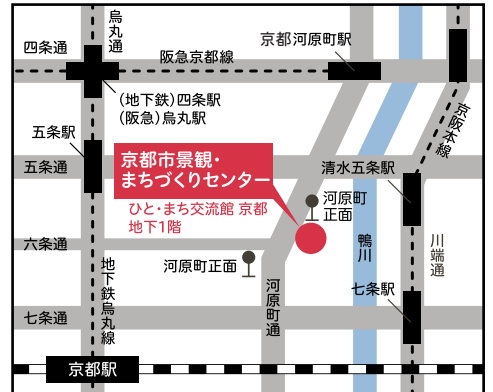 烏丸通
四条通
阪急京都線
京都河原町駅
(地下鉄)四条駅
(阪急)烏丸駅
京阪本線
五条駅
五条通
京都市景観・
まちづくりセンター
清水五条駅
ひと・まち交流館 京都
地下1階
河原町
正面
六条通
河原町正面
鴨川
川端通
地下鉄烏丸線
河原町通
七条駅
七条通
京都駅